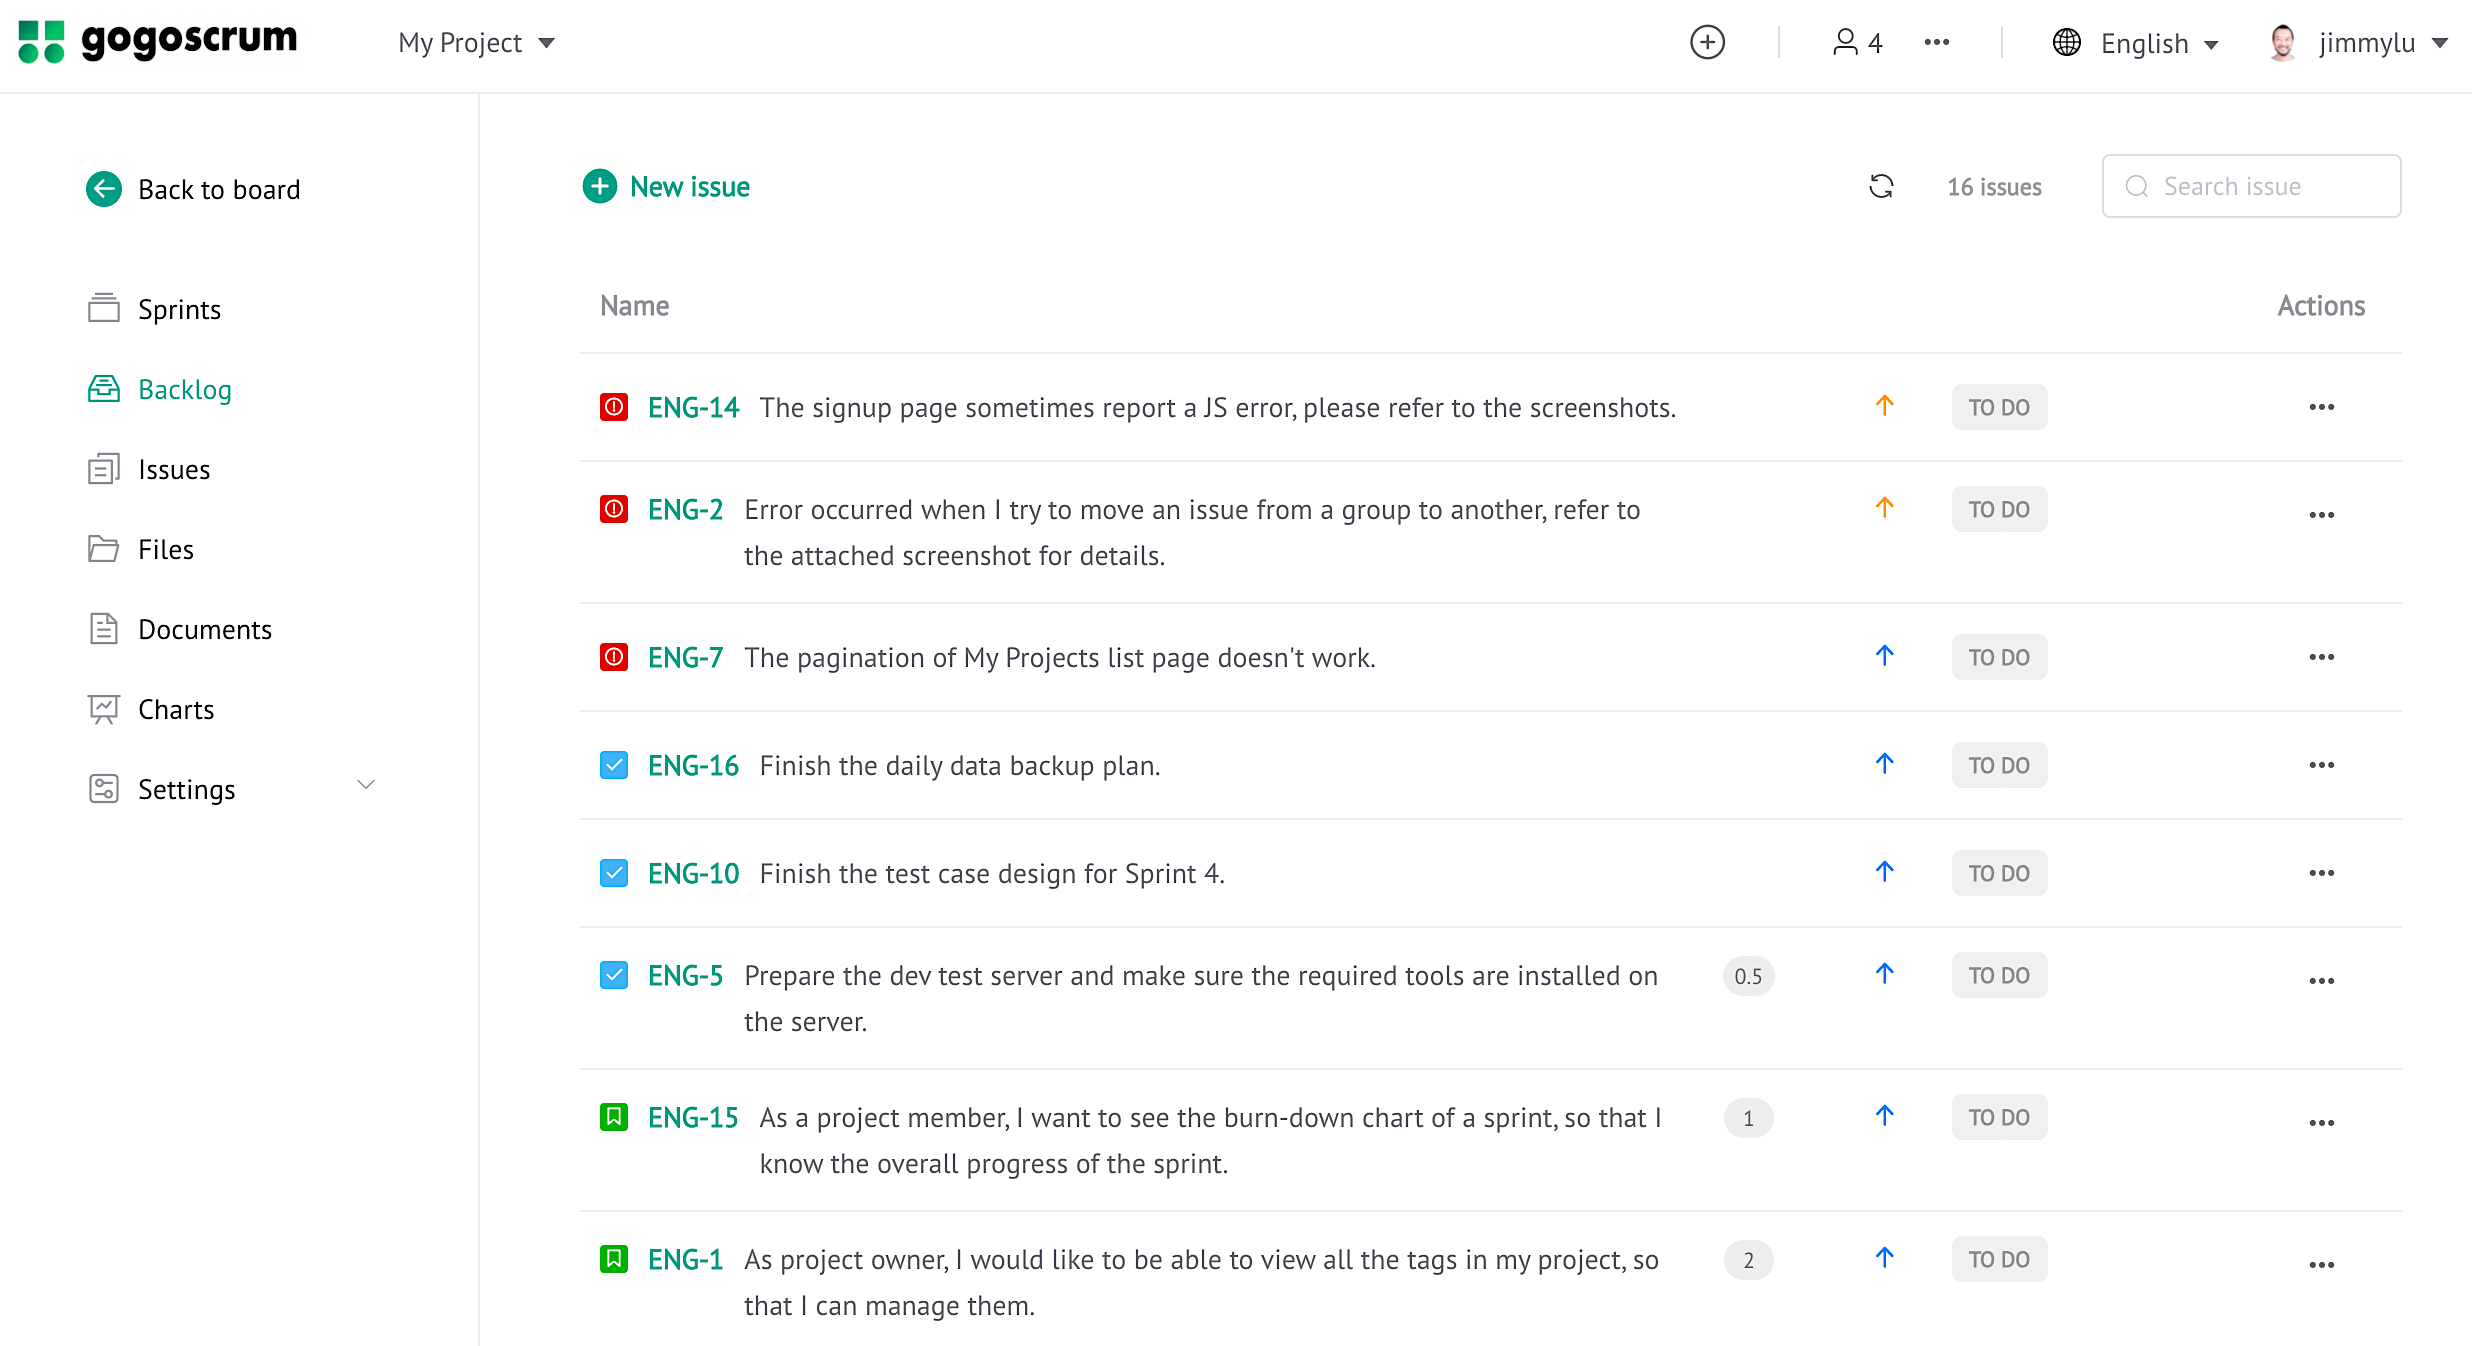 gogoscrum
My Project
4
English
jimmylu
Back to board
Sprints
Backlog
Issues
Files
Documents
Charts
Settings
New issue
16 issues
Search issue
Name
Actions
ENG-14 The signup page sometimes report a JS error, please refer to the screenshots.
TO DO
ENG-2 Error occurred when I try to move an issue from a group to another, refer to
TO DO
the attached screenshot for details.
ENG-7 The pagination of My Projects list page doesn't work.
TO DO
ENG-16 Finish the daily data backup plan.
TO DO
ENG-10 Finish the test case design for Sprint 4.
TO DO
ENG-5 Prepare the dev test server and make sure the required tools are installed on
0.5
TO DO
the server.
ENG-15 As a project member, I want to see the burn-down chart of a sprint, so that I
1
TO DO
know the overall progress of the sprint.
ENG-1 As project owner, I would like to be able to view all the tags in my project, so
2
TO DO
that I can manage them.